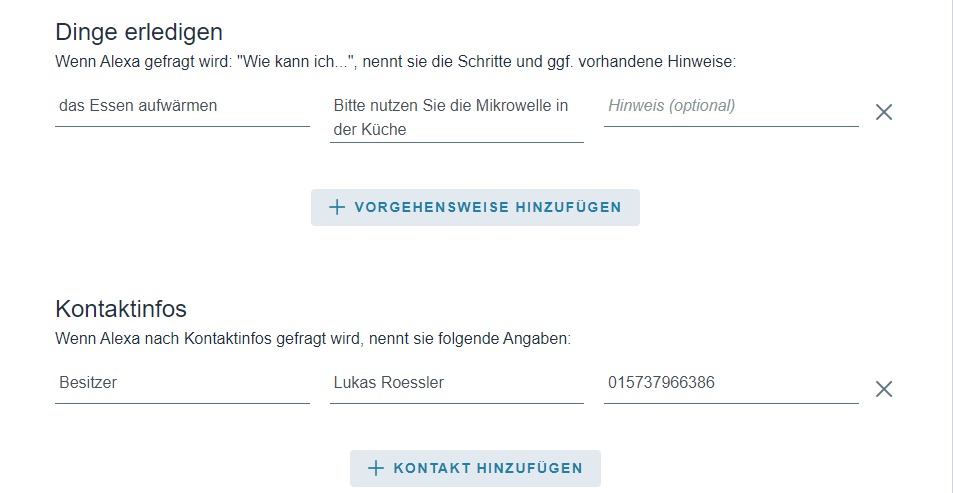 Dinge erledigen
Wenn Alexa gefragt wird: "Wie kann ich...", nennt sie die Schritte und ggf. vorhandene Hinweise:
das Essen aufwärmen
Bitte nutzen Sie die Mikrowelle in
der Küche
Hinweis (optional)
VORGEHENSWEISE HINZUFÜGEN
Kontaktinfos
Wenn Alexa nach Kontaktinfos gefragt wird, nennt sie folgende Angaben:
Besitzer
Lukas Roessler
015737966386
KONTAKT HINZUFÜGEN